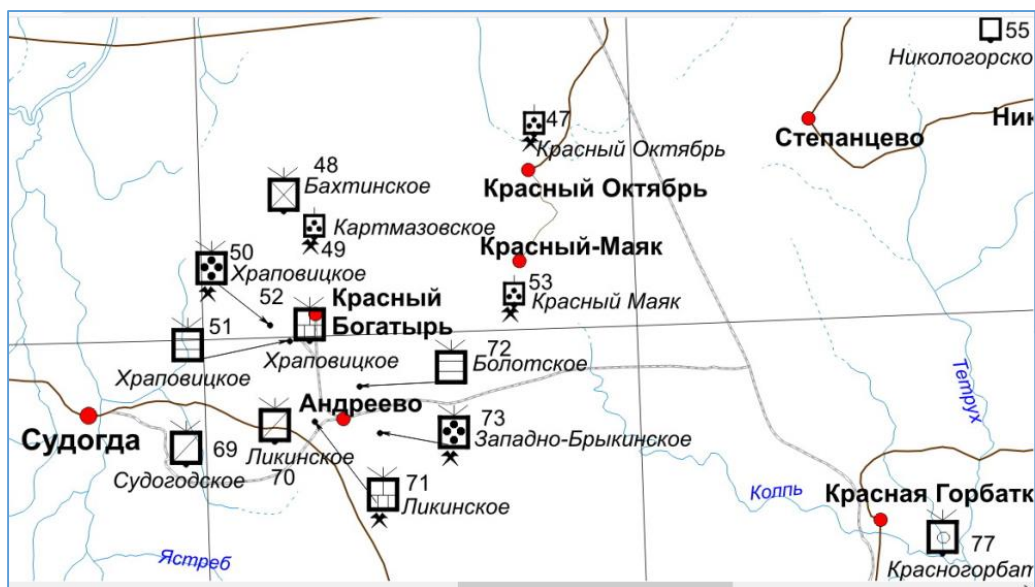 55
Никологорско
47
Степанцево
Ник
Красный Октябрь
48
Бахтинское
Красный Октябрь
Картмазовское
49
Красный-Маяк
50
Храповицкое
53
52
Красный
Красный Маяк
51
Богатырь
Храповицкое
72
Храповицкое
Болотское
Тетрух
Андреево
73
Судогда
69
Западно-Брыкинское
Ликинское
Судогодское
70
71
Ликинское
Колпь
Красная Горбатк
77
Ястреб
Красногорбат